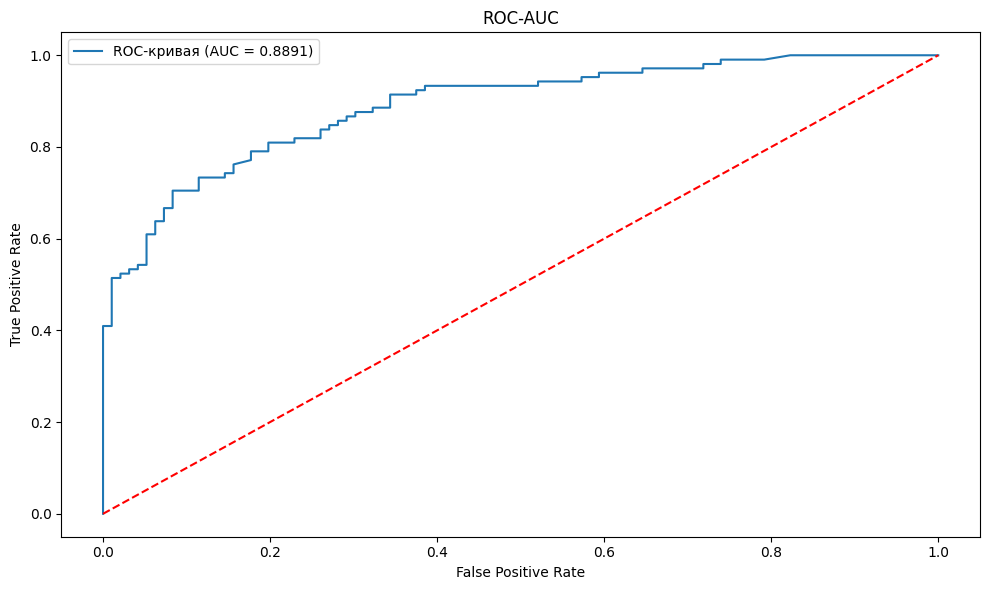 ROC-AUC
ROC-кривая (AUC = 0.8891)
True Positive Rate
1.0
0.8
0.6
0.4
0.2
0.0
0.0 0.2 0.4 0.6 0.8 1.0
False Positive Rate